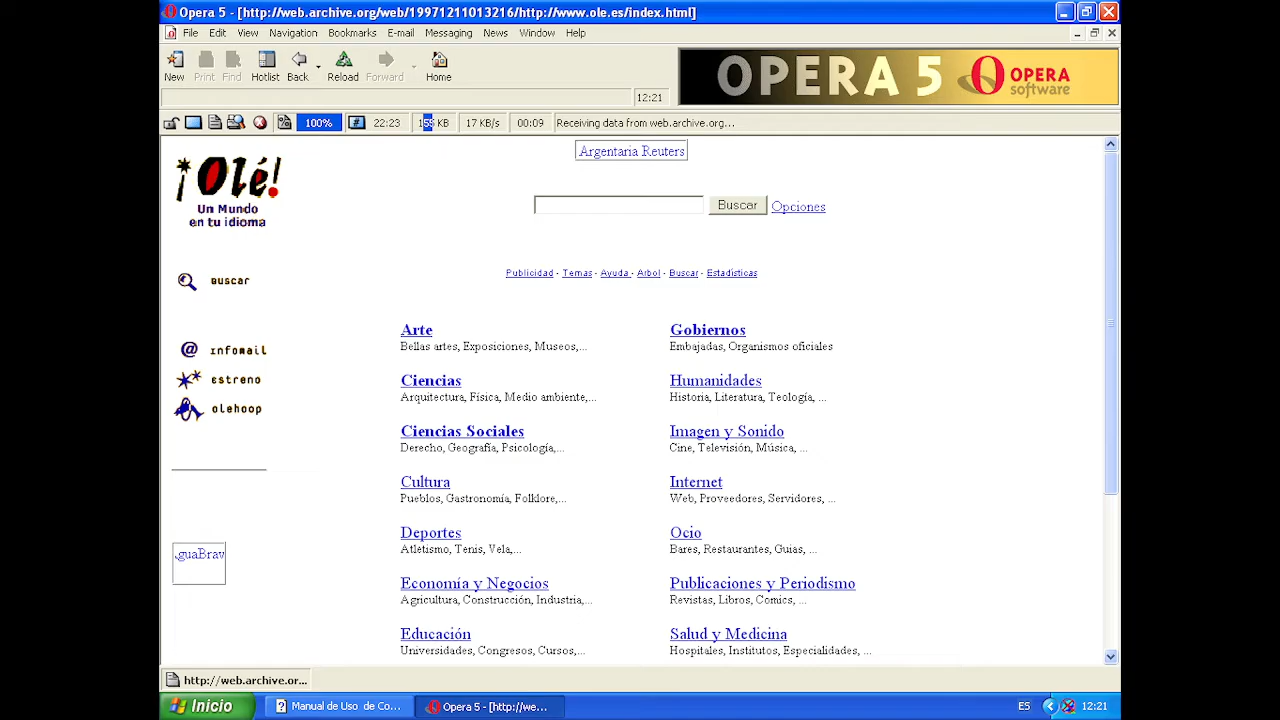 Opera 5 - [http://web.archive.org/web/19971211013216/http://www.ole.es/index.html]
File Edit View Navigation Bookmarks E-mail Messaging News Window Help
New Print Find Hotlist Back Reload Forward Home
OPERA 5 OPERA software
12:21
100% 22:23 155 KB 17 KB/s 00:09 Receiving data from web.archive.org...
Argentaria Reuters
¡Olé!
Un Mundo
en tu idioma
Buscar Opciones
Publicidad · Temas · Ayuda · Arbol · Buscar · Estadísticas
buscar
infomail
estreno
olehoop
guaBrav
Arte
Bellas artes, Exposiciones, Museos,...
Ciencias
Arquitectura, Física, Medio ambiente,...
Ciencias Sociales
Derecho, Geografía, Psicología,...
Cultura
Pueblos, Gastronomía, Folklore,...
Deportes
Atletismo, Tenis, Vela,...
Economía y Negocios
Agricultura, Construcción, Industria,...
Educación
Universidades, Congresos, Cursos,...
Gobiernos
Embajadas, Organismos oficiales
Humanidades
Historia, Literatura, Teología, ...
Imagen y Sonido
Cine, Televisión, Música, ...
Internet
Web, Proveedores, Servidores, ...
Ocio
Bares, Restaurantes, Guias, ...
Publicaciones y Periodismo
Revistas, Libros, Comics, ...
Salud y Medicina
Hospitales, Institutos, Especialidades, ...
http://web.archive.or...
Inicio Manual de Uso de Co... Opera 5 - [http://we... ES 12:21